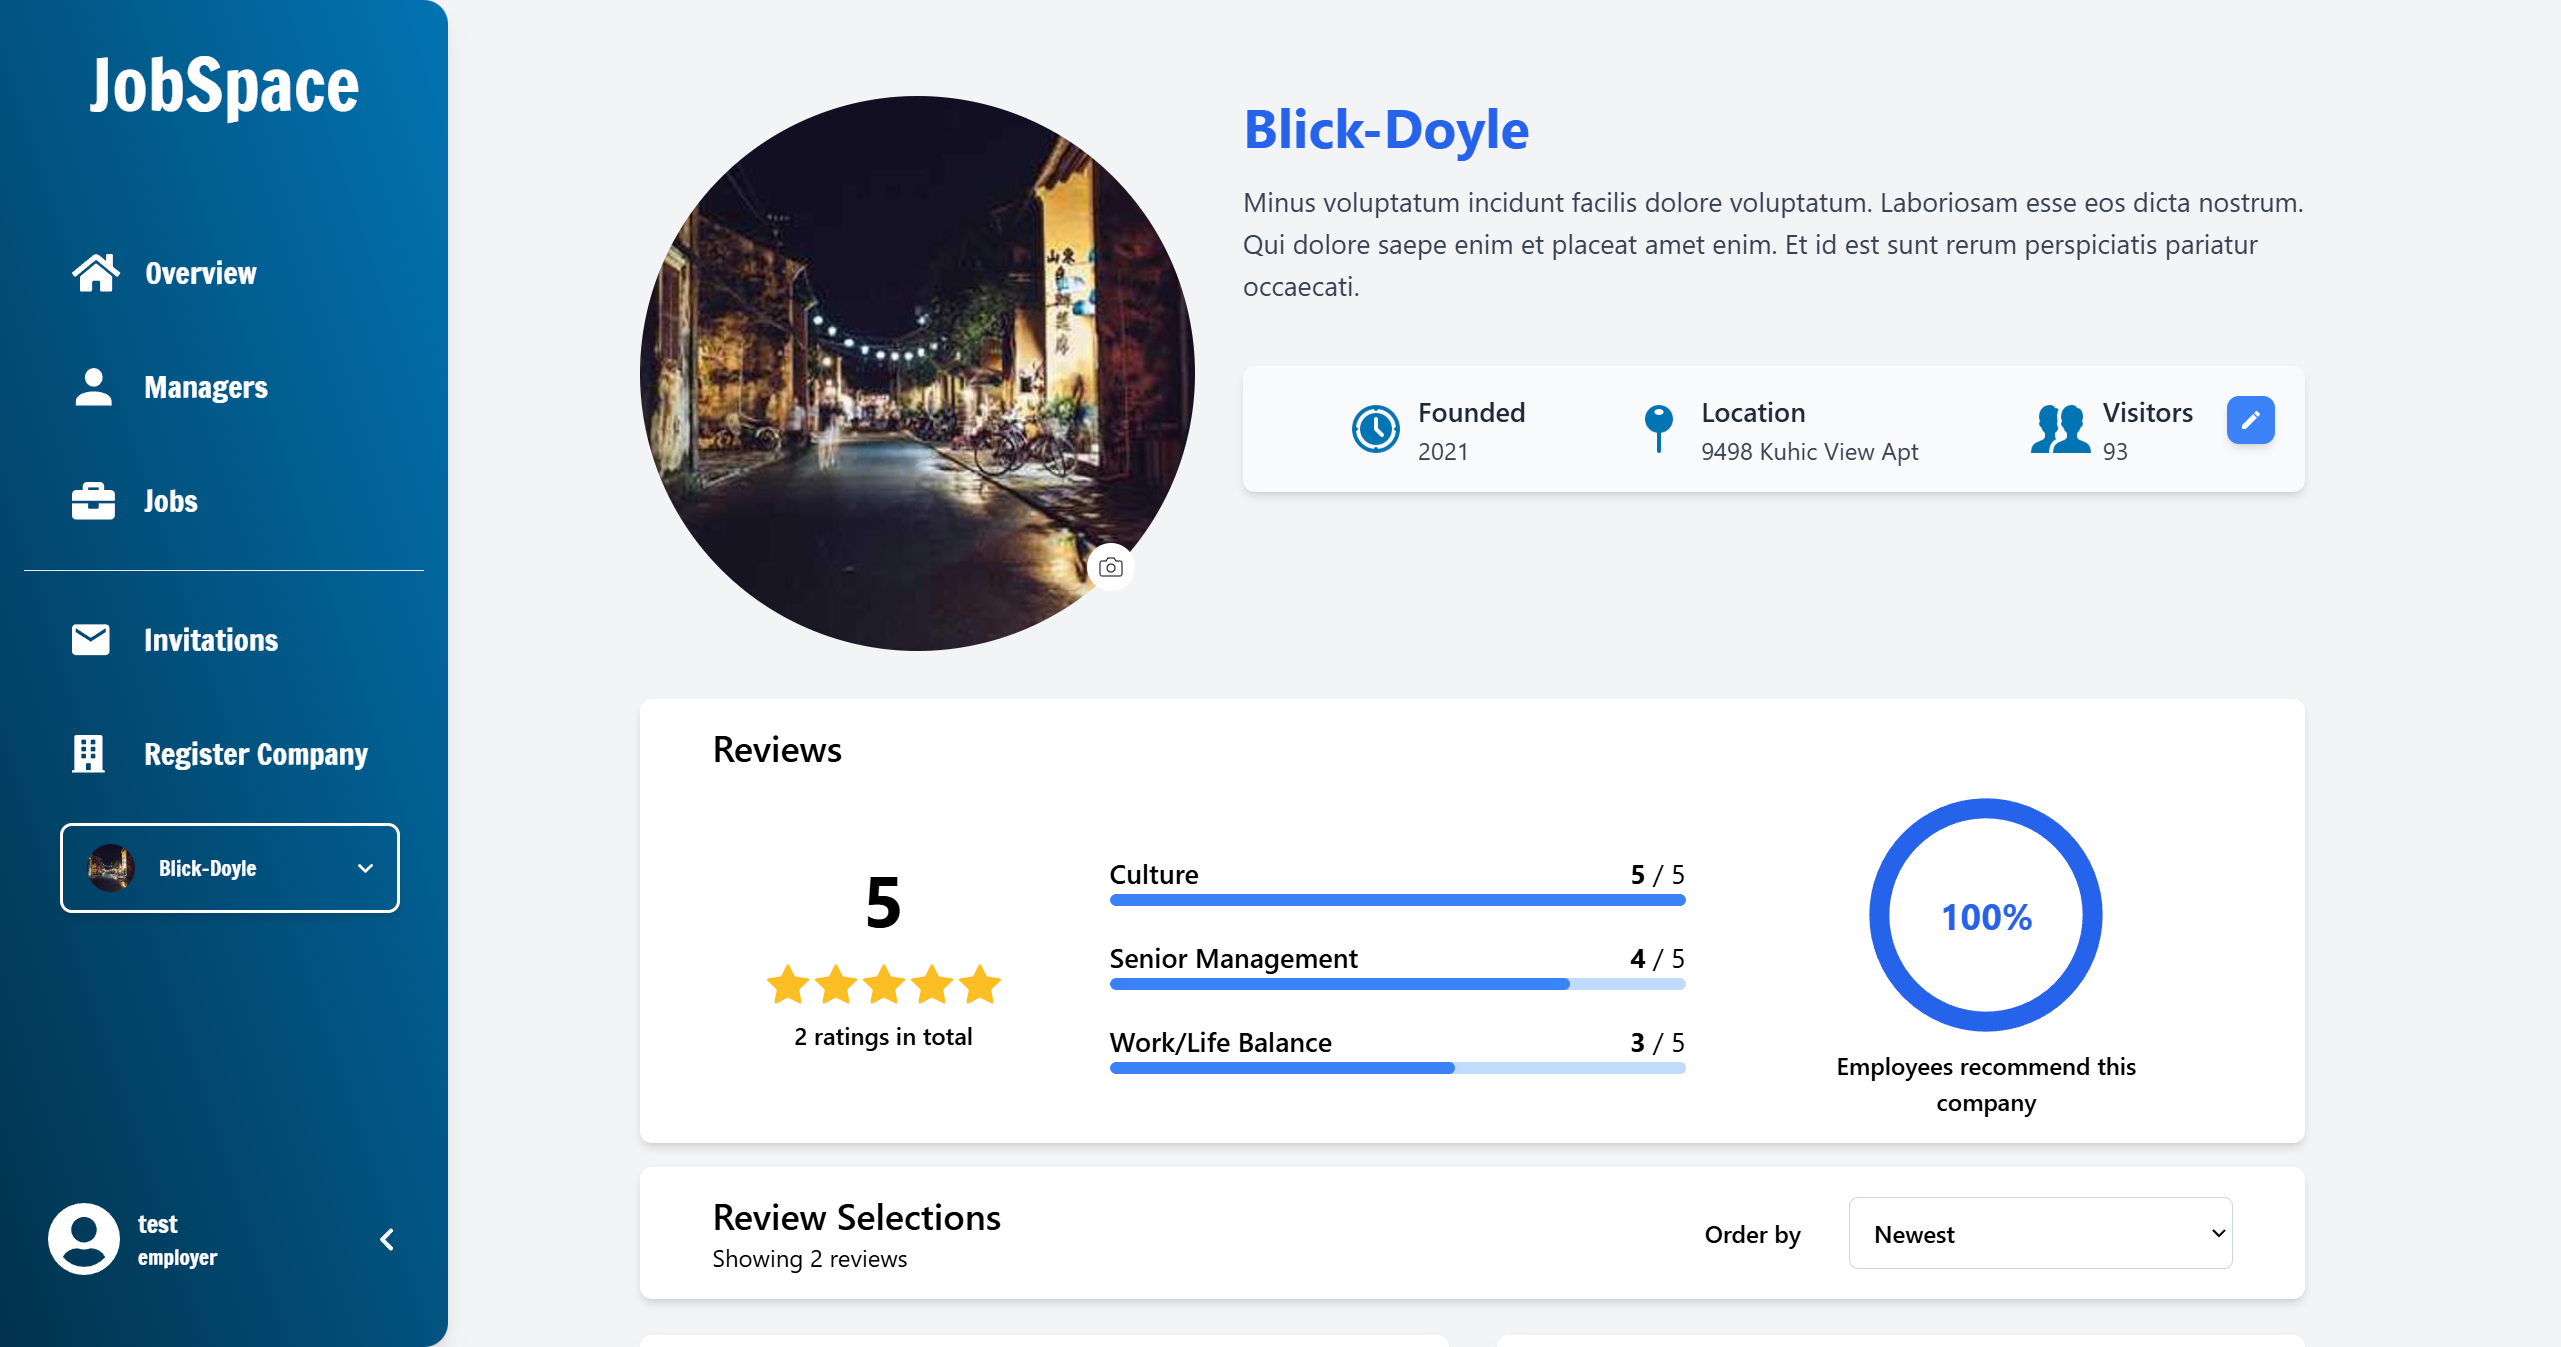 JobSpace
Overview
Managers
Jobs
Invitations
Register Company
Blick-Doyle
test
employer
Blick-Doyle
Minus voluptatum incidunt facilis dolore voluptatum. Laboriosam esse eos dicta nostrum.
Qui dolore saepe enim et placeat amet enim. Et id est sunt rerum perspiciatis pariatur
occaecati.
Founded
2021
Location
9498 Kuhic View Apt
Visitors
93
Reviews
5
2 ratings in total
Culture 5 / 5
Senior Management 4 / 5
Work/Life Balance 3 / 5
100%
Employees recommend this
company
Review Selections
Showing 2 reviews
Order by
Newest